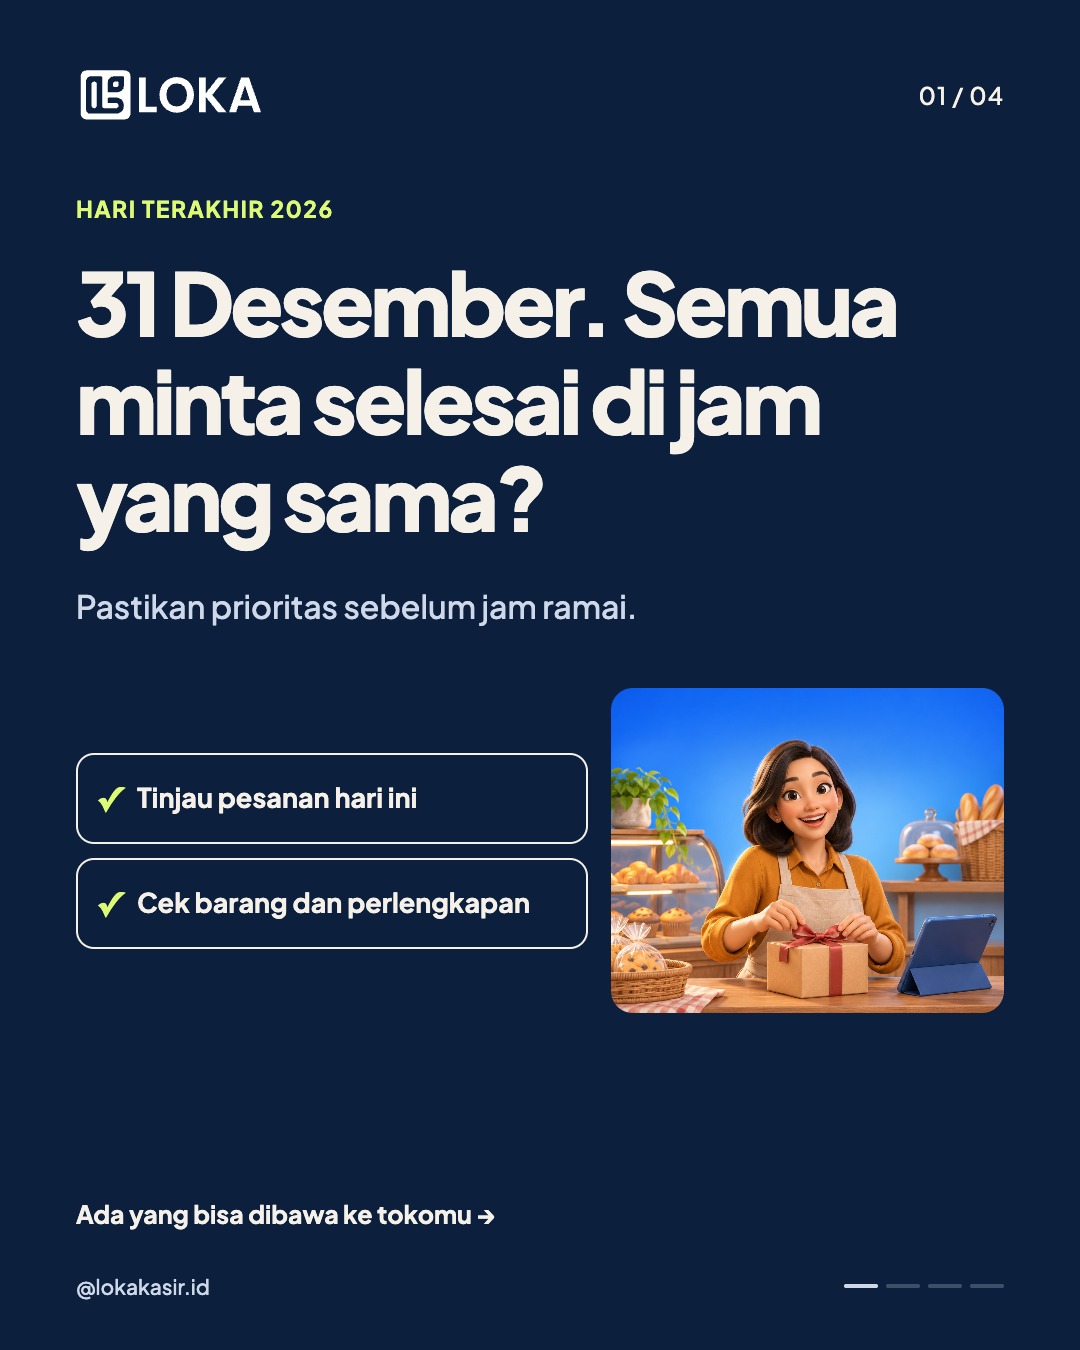 LOKA
01 / 04
HARI TERAKHIR 2026
31 Desember. Semua
minta selesai di jam
yang sama?
Pastikan prioritas sebelum jam ramai.
✔ Tinjau pesanan hari ini
✔ Cek barang dan perlengkapan
Ada yang bisa dibawa ke tokomu →
@lokakasir.id